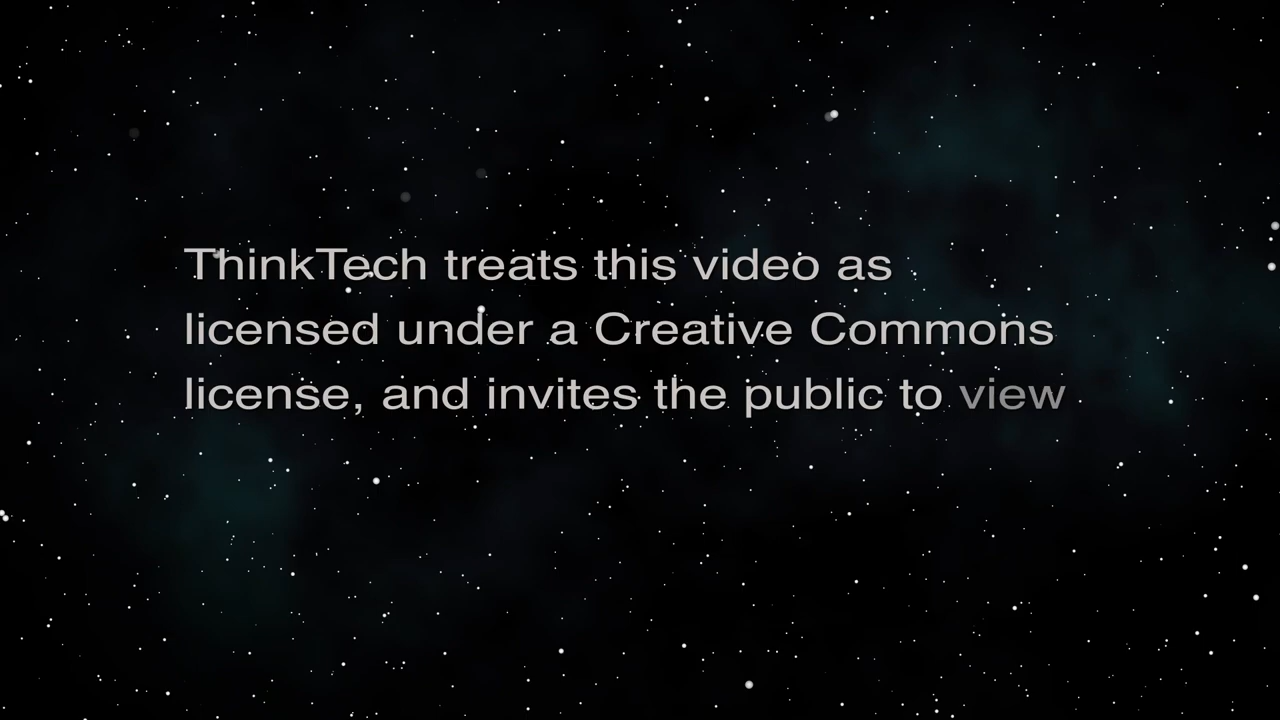 ThinkTech treats this video as
licensed under a Creative Commons
license, and invites the public to view